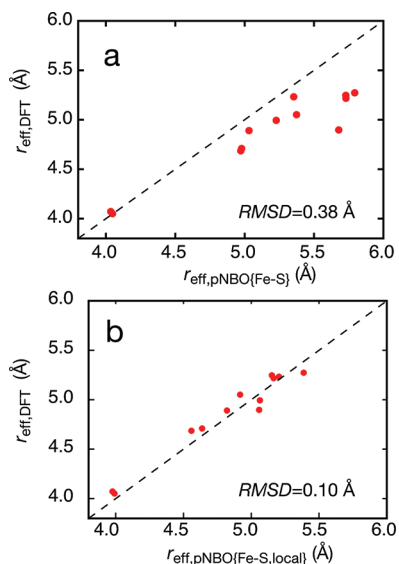 a
6.0
5.5
5.0
4.5
4.0
r_eff,DFT (Å)
RMSD=0.38 Å
4.0 4.5 5.0 5.5 6.0
r_eff,pNBO{Fe-S} (Å)
b
6.0
5.5
5.0
4.5
4.0
r_eff,DFT (Å)
RMSD=0.10 Å
4.0 4.5 5.0 5.5 6.0
r_eff,pNBO{Fe-S,local} (Å)